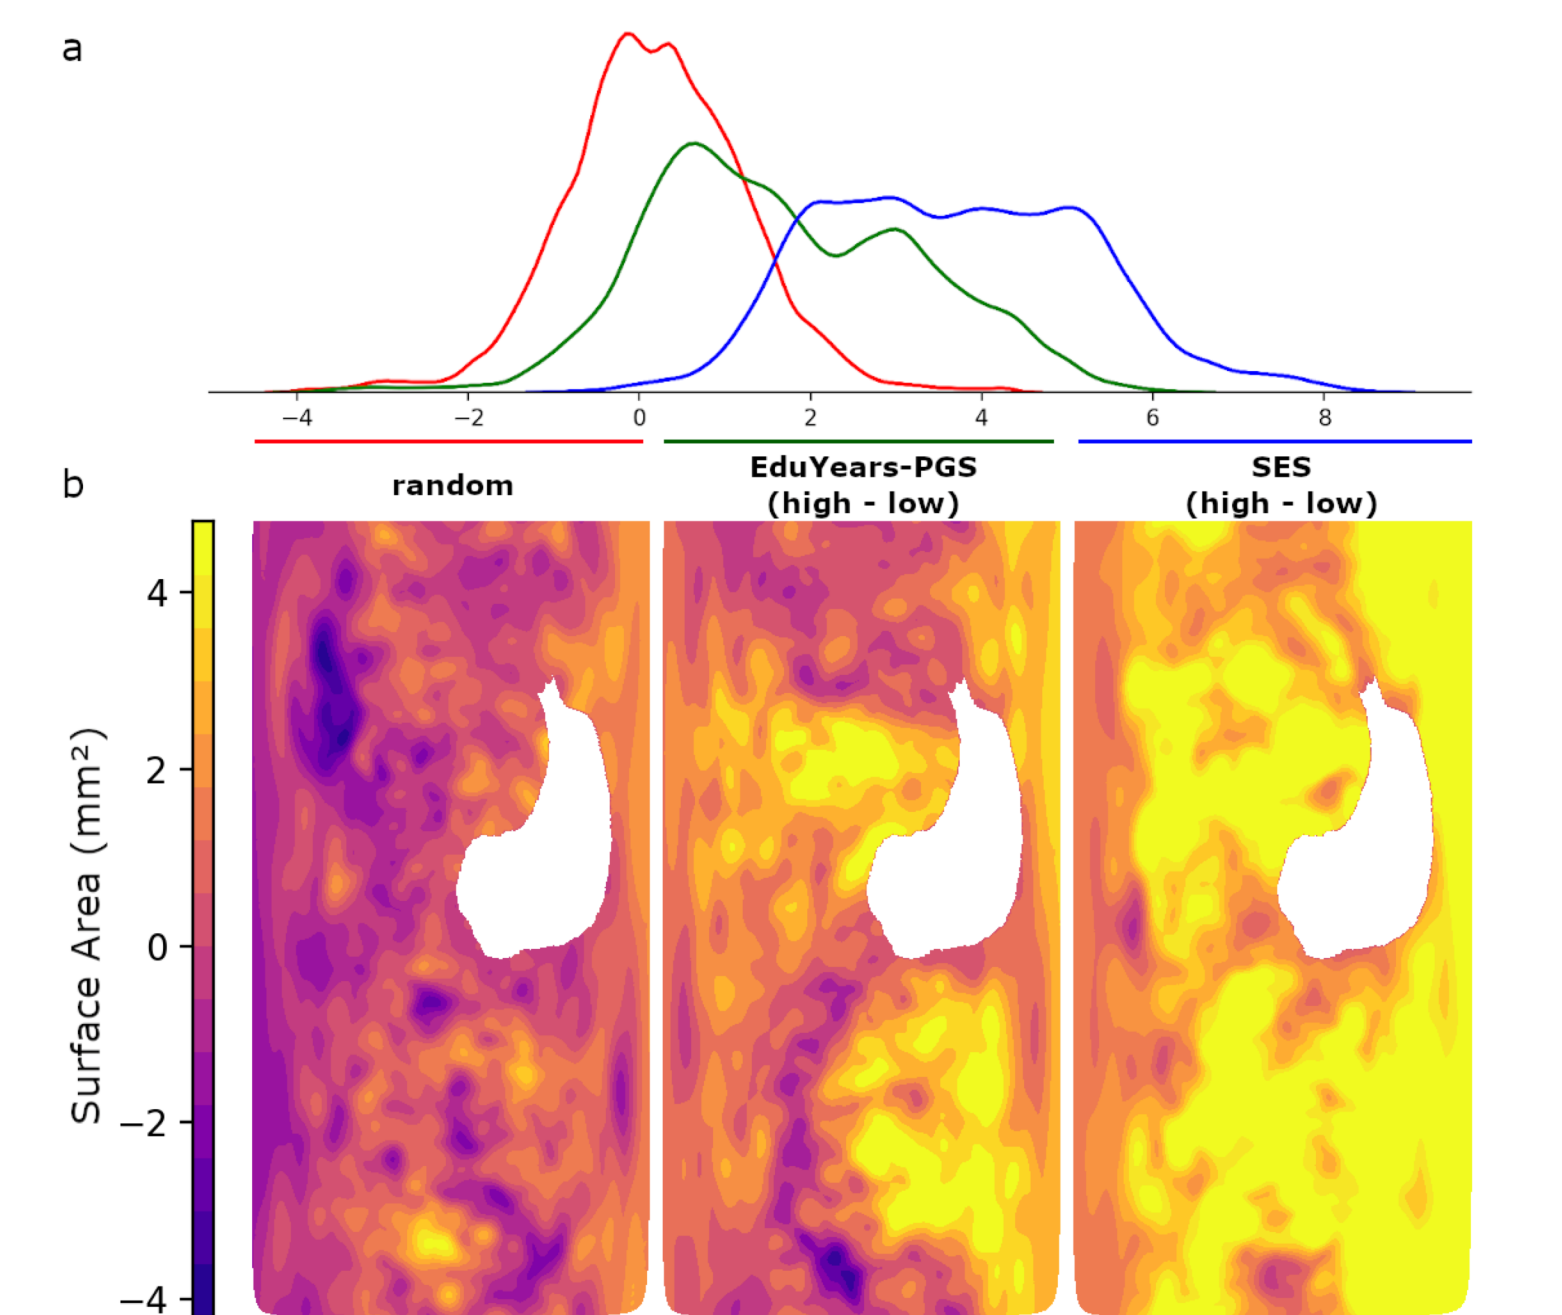 a
−4 −2 0 2 4 6 8
b
random
EduYears-PGS
(high - low)
SES
(high - low)
Surface Area (mm²)
4
2
0
−2
−4